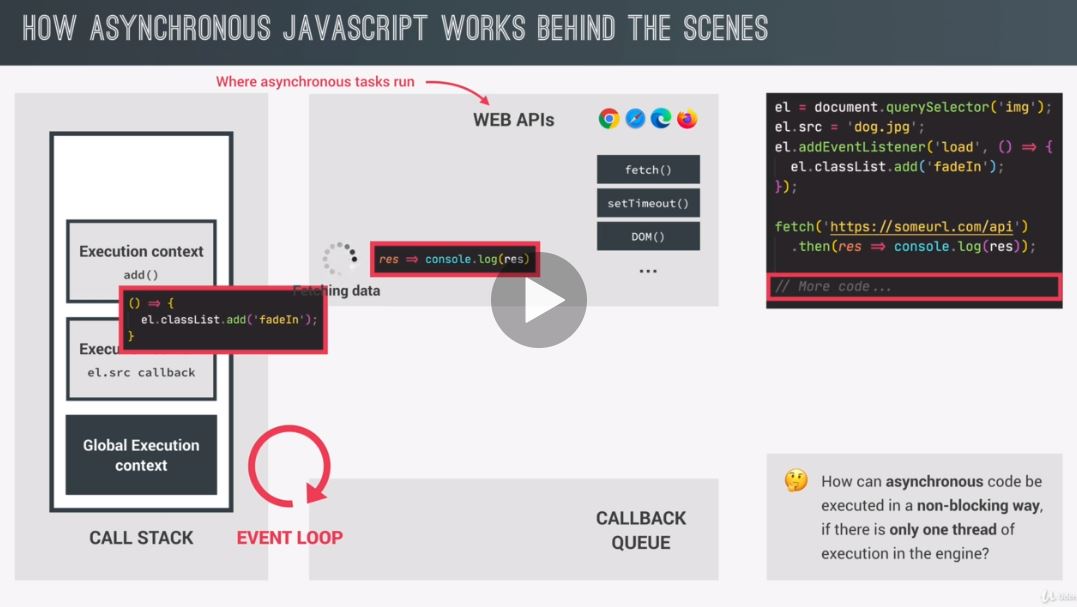 HOW ASYNCHRONOUS JAVASCRIPT WORKS BEHIND THE SCENES
Where asynchronous tasks run
WEB APIs
fetch()
setTimeout()
DOM()
...
res => console.log(res)
Fetching data
Execution context
add()
() => {
el.classList.add('fadeIn');
}
el.src callback
Global Execution
context
CALL STACK
EVENT LOOP
CALLBACK
QUEUE
el = document.querySelector('img');
el.src = 'dog.jpg';
el.addEventListener('load', () => {
el.classList.add('fadeIn');
});
fetch('https://someurl.com/api')
.then(res => console.log(res));
// More code...
How can asynchronous code be
executed in a non-blocking way,
if there is only one thread of
execution in the engine?